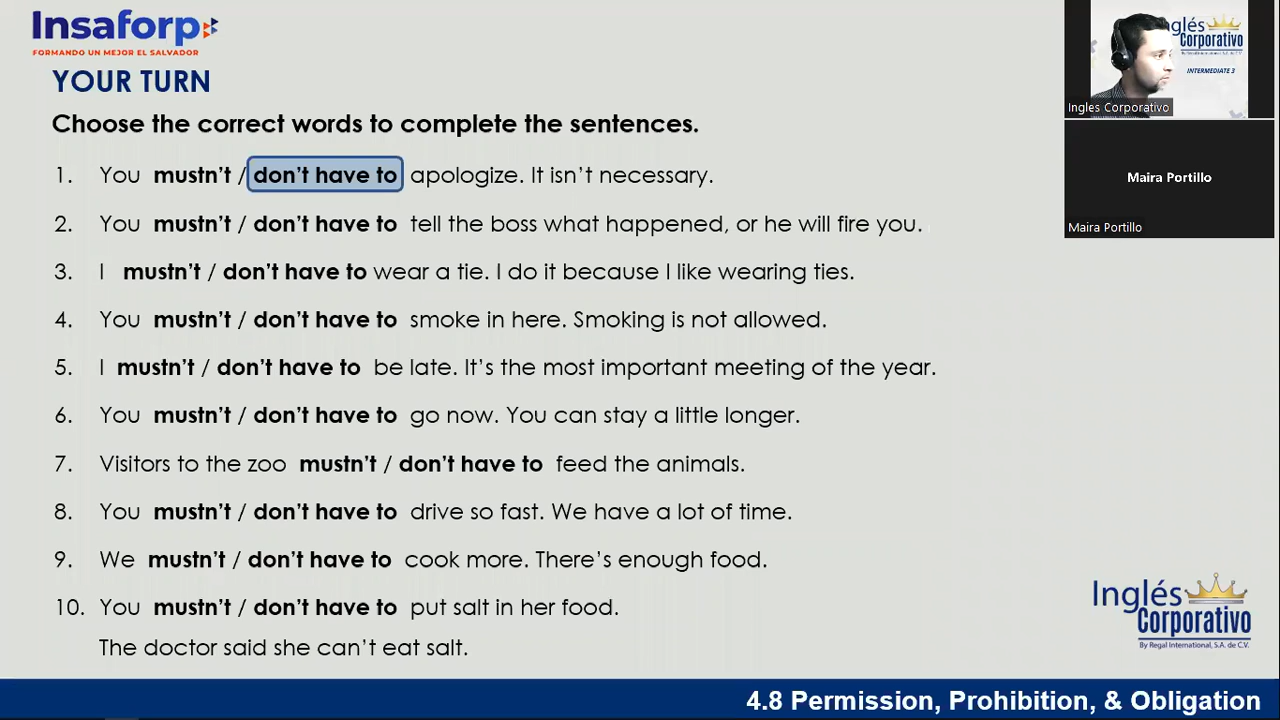 Insaforp
FORMANDO UN MEJOR EL SALVADOR
YOUR TURN
Choose the correct words to complete the sentences.
1. You mustn't / don't have to apologize. It isn't necessary.
2. You mustn't / don't have to tell the boss what happened, or he will fire you.
3. I mustn't / don't have to wear a tie. I do it because I like wearing ties.
4. You mustn't / don't have to smoke in here. Smoking is not allowed.
5. I mustn't / don't have to be late. It's the most important meeting of the year.
6. You mustn't / don't have to go now. You can stay a little longer.
7. Visitors to the zoo mustn't / don't have to feed the animals.
8. You mustn't / don't have to drive so fast. We have a lot of time.
9. We mustn't / don't have to cook more. There's enough food.
10. You mustn't / don't have to put salt in her food.
The doctor said she can't eat salt.
Corporativo
By Regal International, S.A. de C.V.
INTERMEDIATE 3
Ingles Corporativo
Maira Portillo
Maira Portillo
Inglés
Corporativo
By Regal International, S.A. de C.V.
4.8 Permission, Prohibition, & Obligation